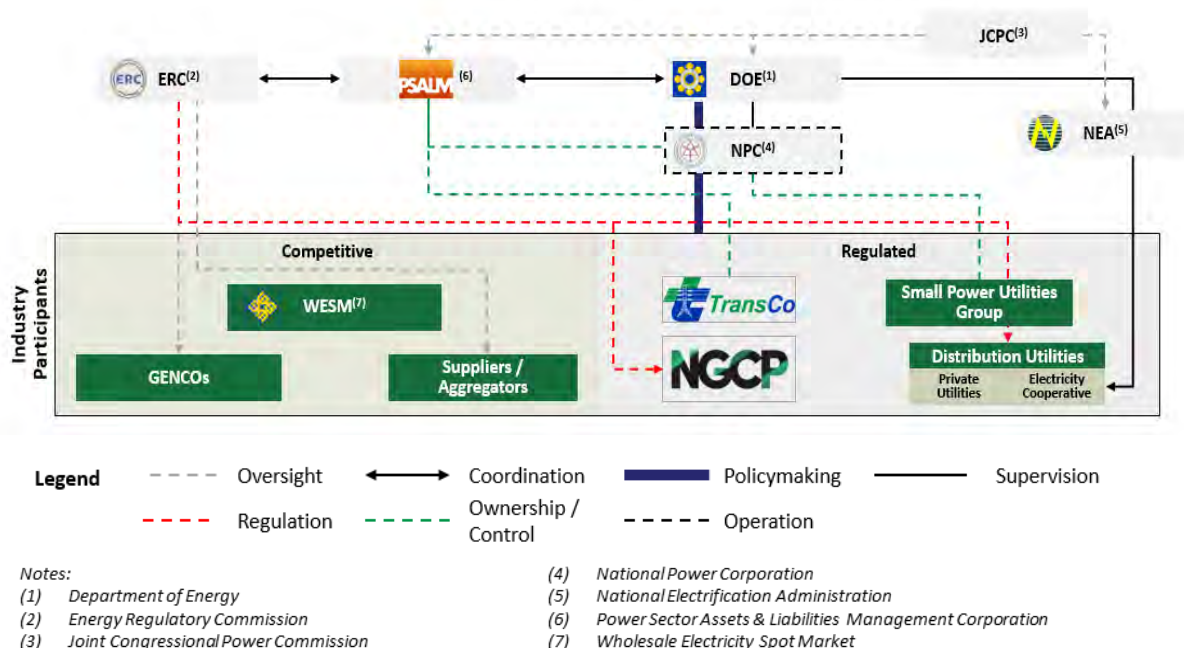 JCPC(3)
ERC
ERC(2)
PSALM
(6)
DOE(1)
NEA(5)
NPC(4)
Industry Participants
Competitive
Regulated
WESM(7)
TransCo
Small Power Utilities
Group
NGCP
GENCOs
Suppliers /
Aggregators
Distribution Utilities
Private
Utilities
Electricity
Cooperative
Legend
Oversight
Coordination
Policymaking
Supervision
Regulation
Ownership /
Control
Operation
Notes:
(1) Department of Energy
(2) Energy Regulatory Commission
(3) Joint Congressional Power Commission
(4) National Power Corporation
(5) National Electrification Administration
(6) Power Sector Assets & Liabilities Management Corporation
(7) Wholesale Electricity Spot Market